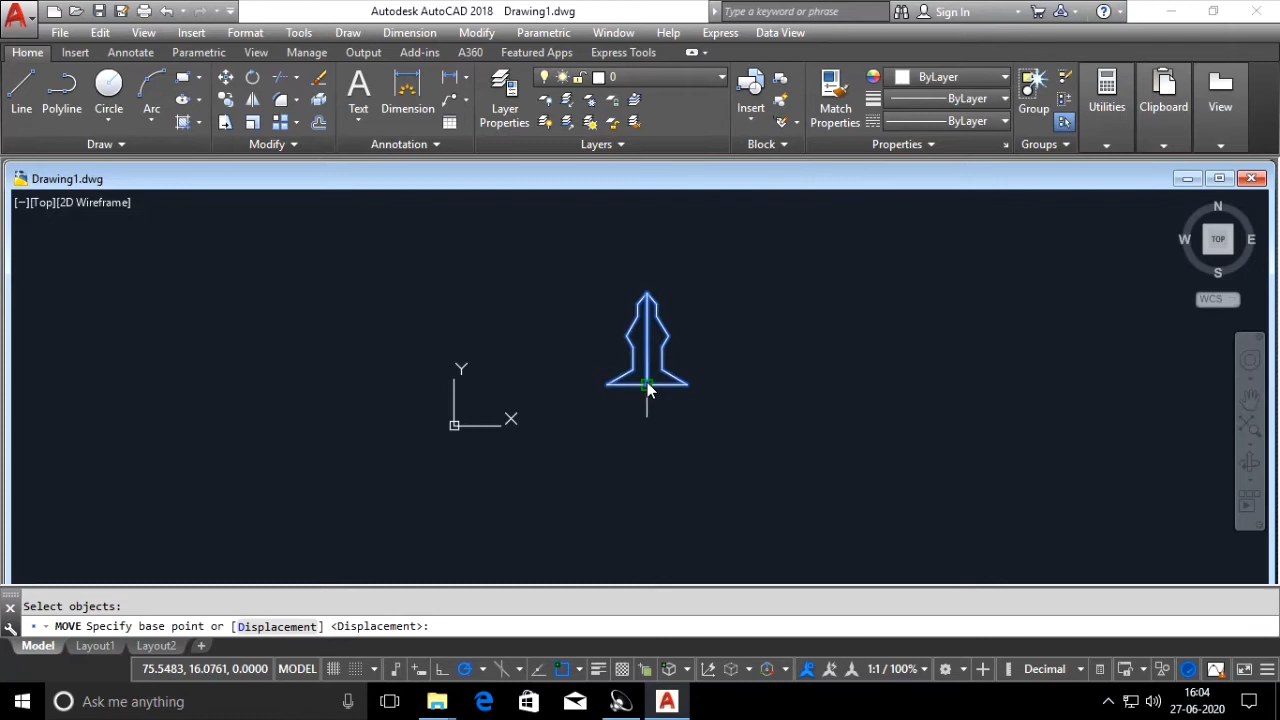 Autodesk AutoCAD 2018 Drawing1.dwg
Type a keyword or phrase
Sign In
File Edit View Insert Format Tools Draw Dimension Modify Parametric Window Help Express Data View
Home Insert Annotate Parametric View Manage Output Add-ins A360 Featured Apps Express Tools
0
ByLayer
ByLayer
ByLayer
Line Polyline Circle Arc Text Dimension Layer Properties Insert Match Properties Group Utilities Clipboard View
Draw Modify Annotation Layers Block Properties Groups
Drawing1.dwg
[−][Top][2D Wireframe]
N
W TOP E
S
WCS
Y
X
Select objects:
MOVE Specify base point or [Displacement] <Displacement>:
Model Layout1 Layout2 +
75.5483, 16.0761, 0.0000 MODEL 1:1 / 100% Decimal
Ask me anything
16:04
27-06-2020